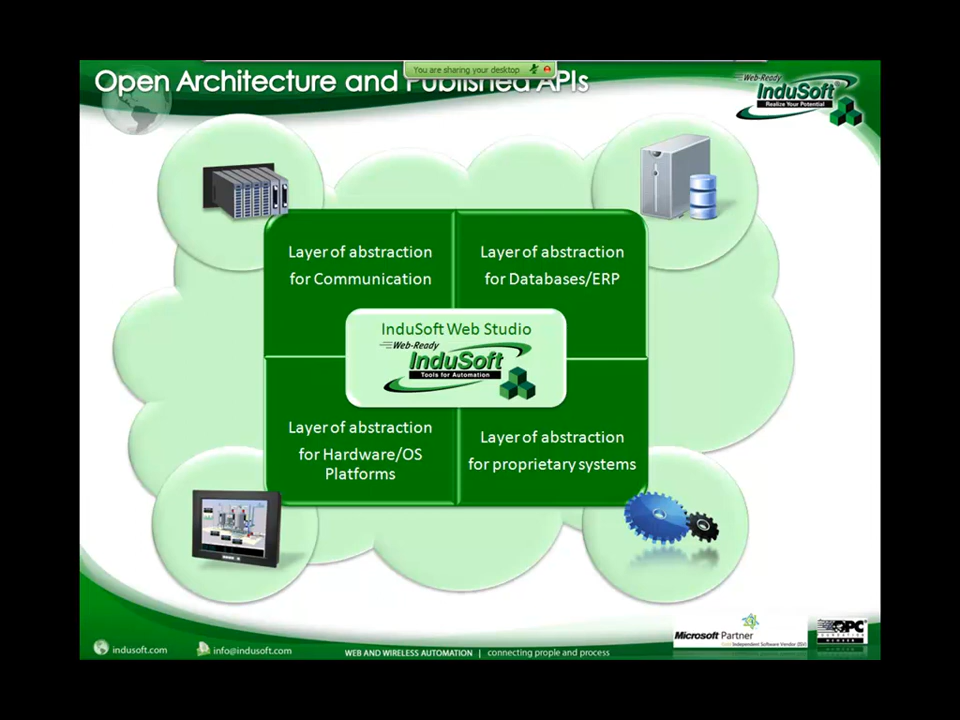 You are sharing your desktop
Open Architecture and Published APIs
Web-Ready
InduSoft
Realize Your Potential
Layer of abstraction
for Communication
Layer of abstraction
for Databases/ERP
InduSoft Web Studio
Web-Ready
InduSoft
Tools for Automation
Layer of abstraction
for Hardware/OS
Platforms
Layer of abstraction
for proprietary systems
indusoft.com
info@indusoft.com
WEB AND WIRELESS AUTOMATION | connecting people and process
Microsoft Partner
Independent Software Vendor (ISV)
OPC
FOUNDATION
MEMBER